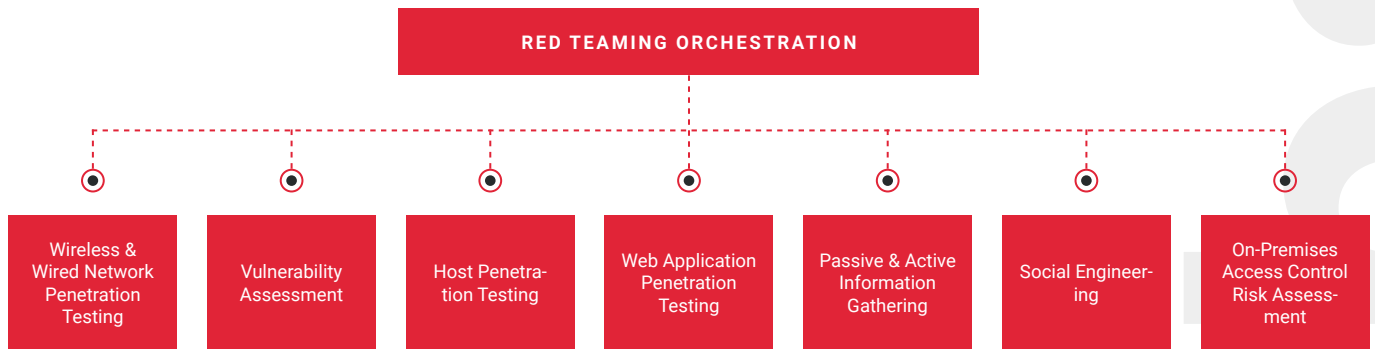 RED TEAMING ORCHESTRATION
Wireless &
Wired Network
Penetration
Testing
Vulnerability
Assessment
Host Penetra-
tion Testing
Web Application
Penetration
Testing
Passive & Active
Information
Gathering
Social Engineer-
ing
On-Premises
Access Control
Risk Assess-
ment